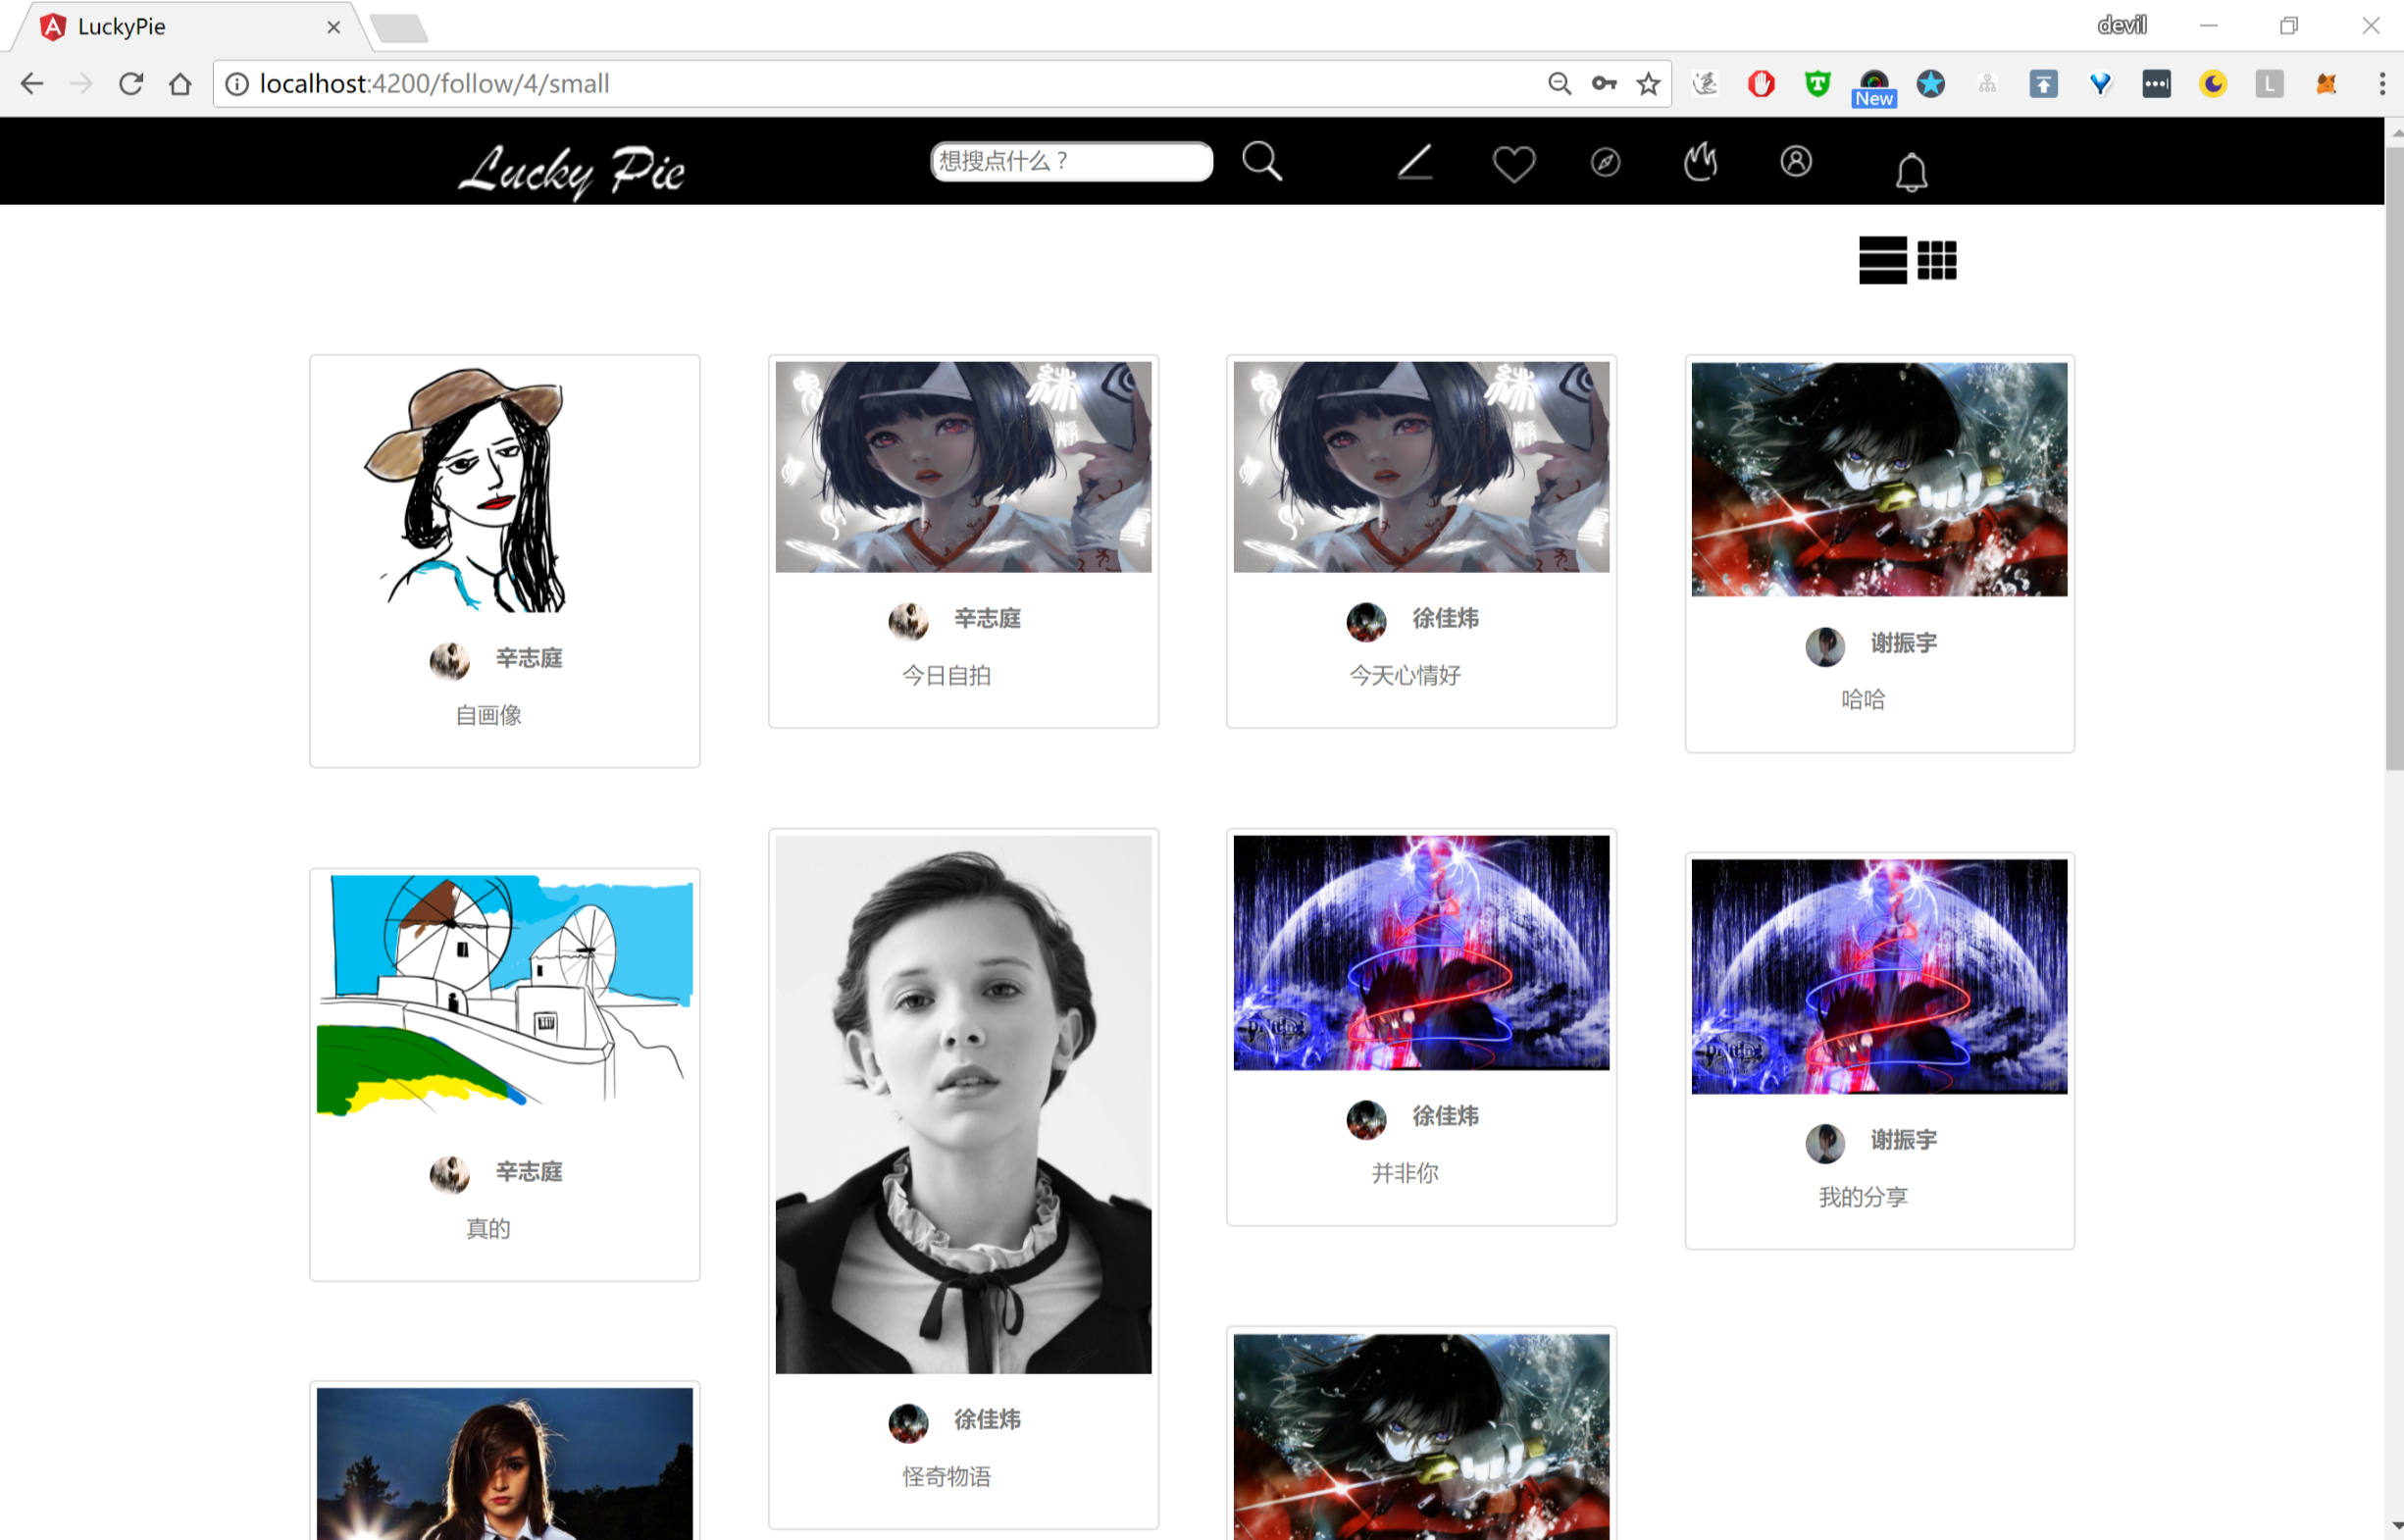 LuckyPie
devil
localhost:4200/follow/4/small
New
L
Lucky Pie
想搜点什么？
辛志庭
自画像
辛志庭
今日自拍
徐佳炜
今天心情好
谢振宇
哈哈
辛志庭
真的
徐佳炜
怪奇物语
徐佳炜
并非你
谢振宇
我的分享